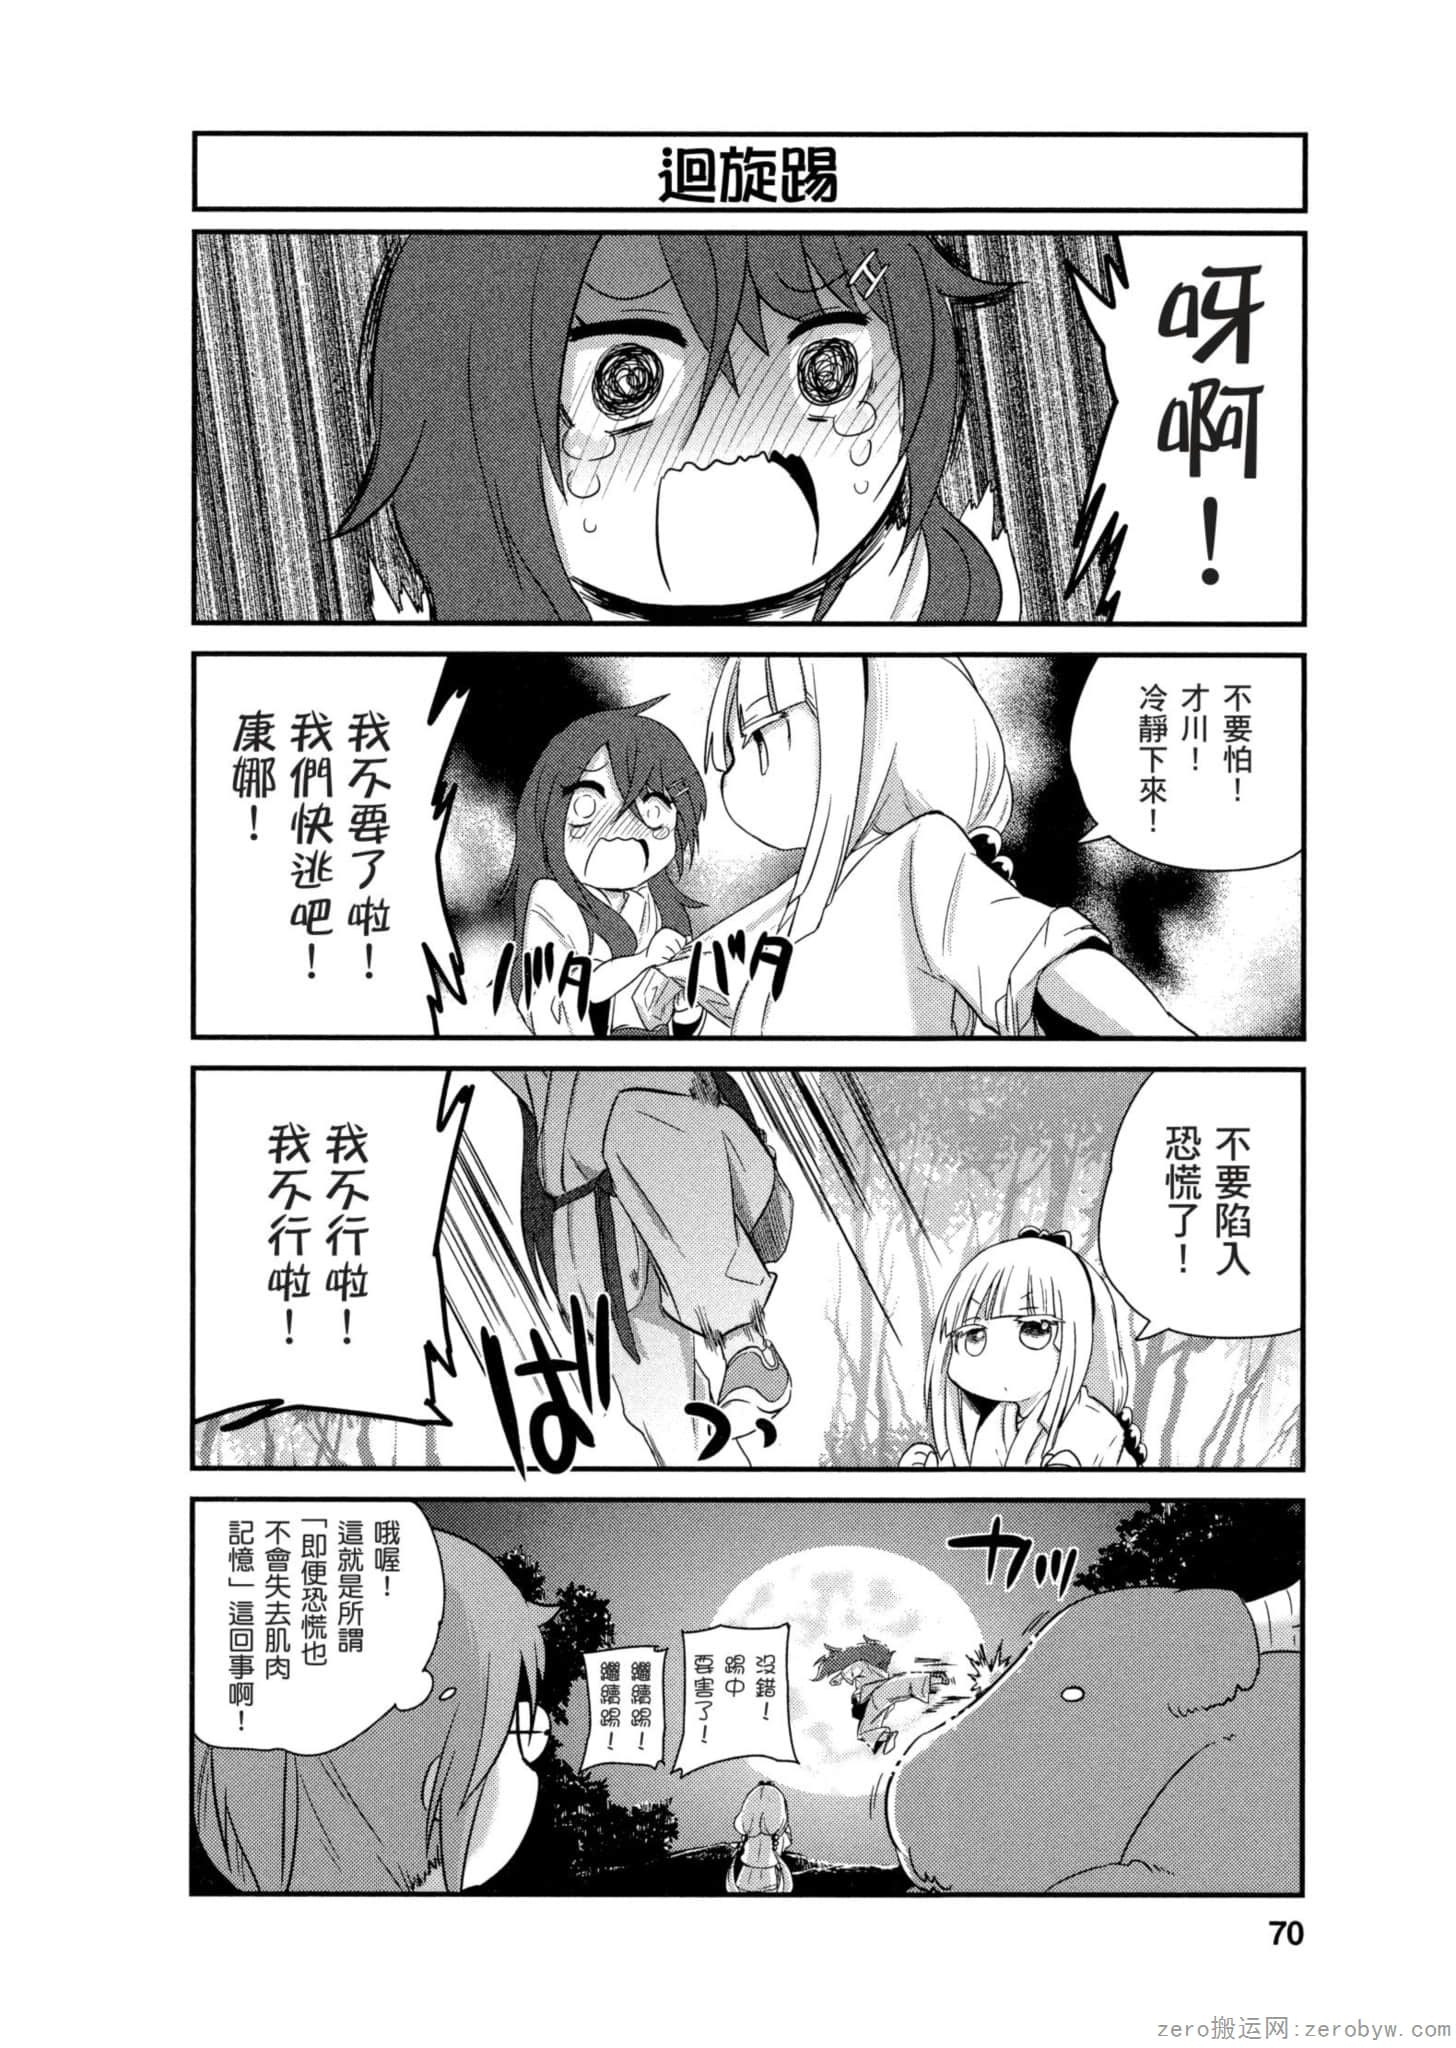 迴旋踢
呀啊！
不要怕！
才川！
冷靜下來！
我不要了啦！
我們快逃吧！
康娜！
バタ
バタ
不要陷入
恐慌了！
我不行啦！
我不行啦！
ばっ
カッ
沒錯！
踢中
要害了！
繼續踢！
繼續踢！
哦喔！
這就是所謂
「即便恐慌也
不會失去肌肉
記憶」這回事啊！
70
zero搬运网:zerobyw.com